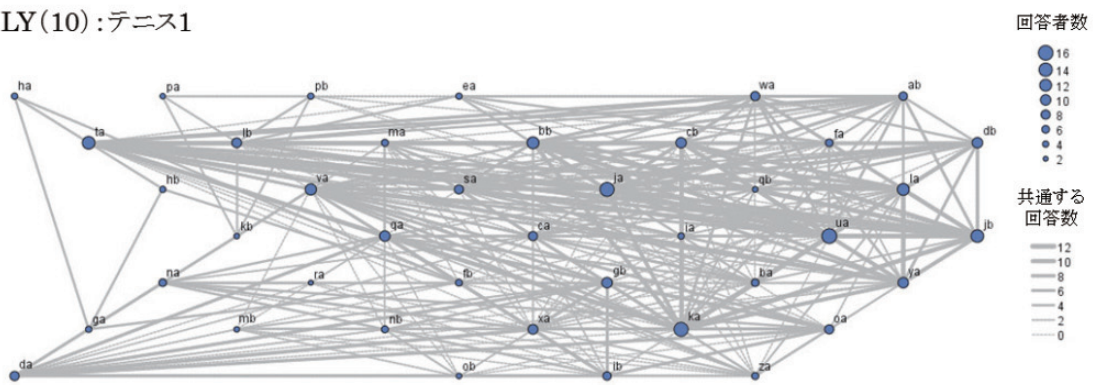 LY(10):テニス1
回答者数
16
14
12
10
8
6
4
2
共通する
回答数
12
10
8
6
4
2
0
ha
pa
pb
ea
wa
ab
ta
lb
ma
bb
cb
fa
db
hb
va
sa
ja
qb
la
kb
qa
ca
ia
ua
jb
na
ra
fb
gb
ba
ya
ga
mb
nb
xa
ka
oa
da
ob
za